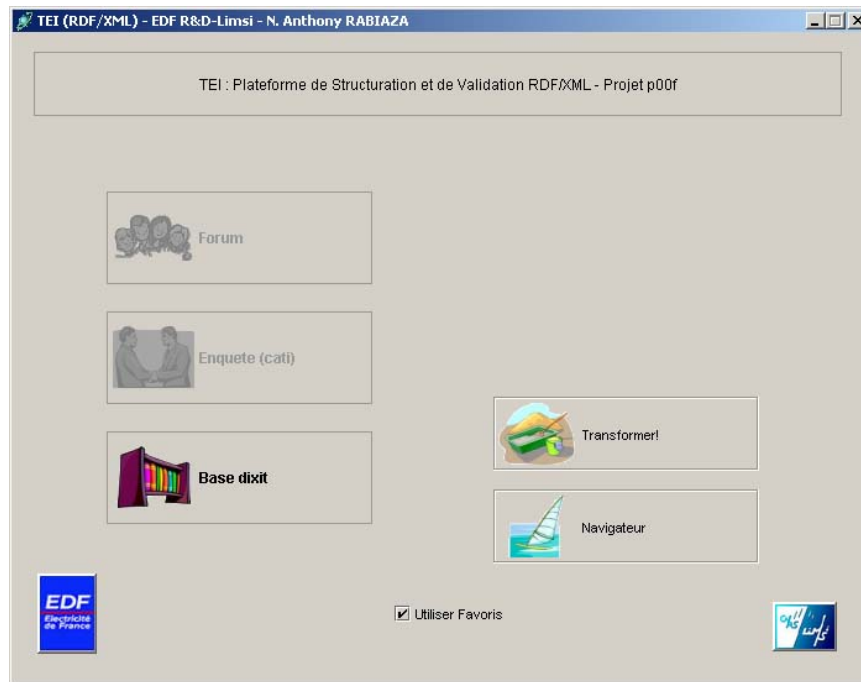 TEI (RDF/XML) - EDF R&D-Limsi - N. Anthony RABIAZA
TEI : Plateforme de Structuration et de Validation RDF/XML - Projet p00f
Forum
Enquete (cati)
Base dixit
Transformer!
Navigateur
Utiliser Favoris
EDF
Electricité
de France
limsi